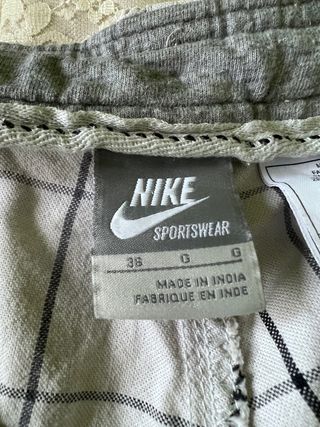 NIKE
SPORTSWEAR
38 G G
MADE IN INDIA
FABRIQUE EN INDE